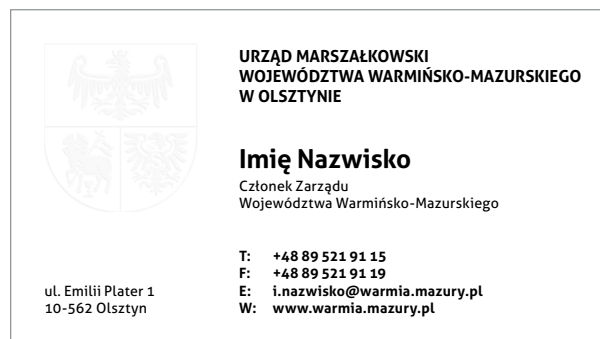 URZĄD MARSZAŁKOWSKI
WOJEWÓDZTWA WARMIŃSKO-MAZURSKIEGO
W OLSZTYNIE
Imię Nazwisko
Członek Zarządu
Województwa Warmińsko-Mazurskiego
T: +48 89 521 91 15
F: +48 89 521 91 19
E: i.nazwisko@warmia.mazury.pl
W: www.warmia.mazury.pl
ul. Emilii Plater 1
10-562 Olsztyn